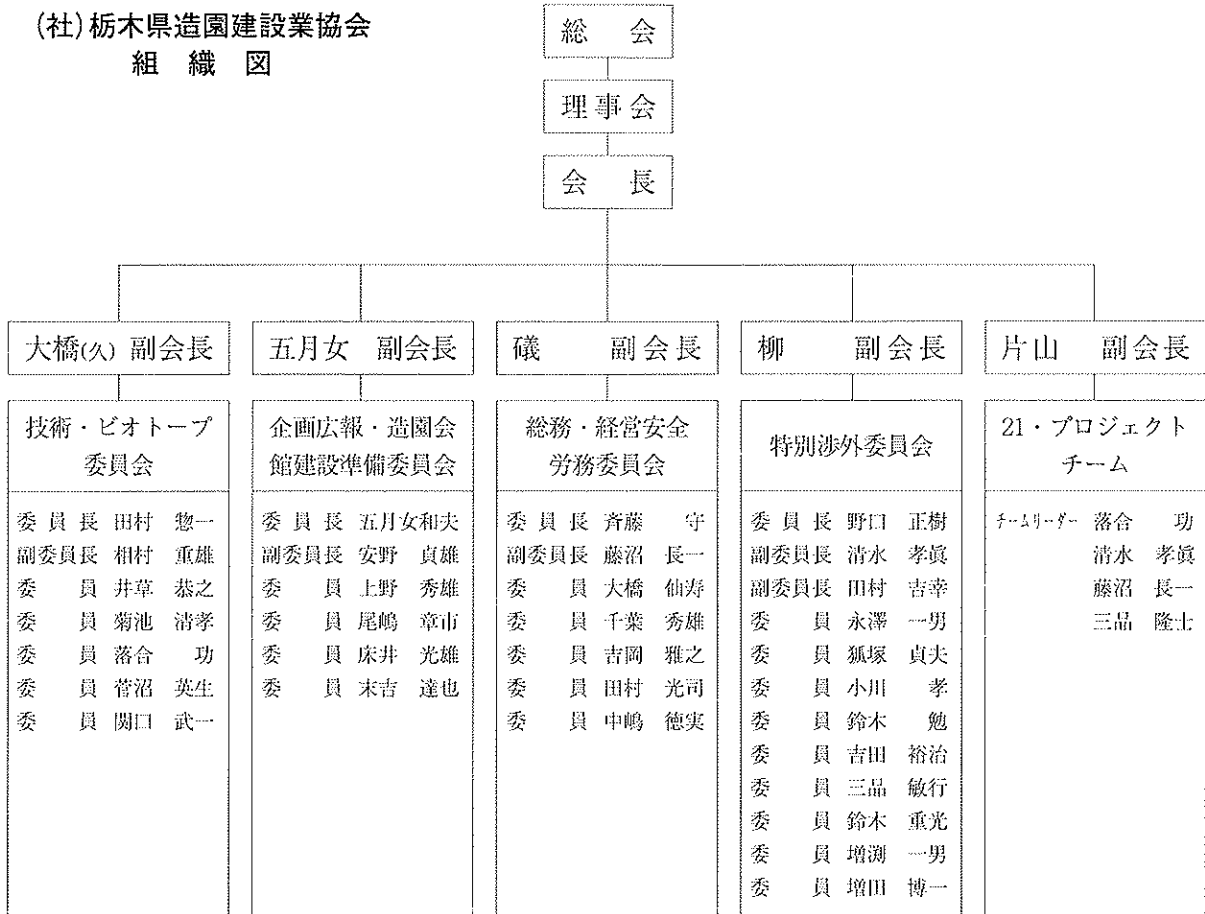 (社)栃木県造園建設業協会
組織図
総会
理事会
会長
大橋(久) 副会長
技術・ビオトープ
委員会
委員長 田村 惣一
副委員長 相村 重雄
委員 井草 恭之
委員 菊池 清孝
委員 落合 功
委員 菅沼 英生
委員 関口 武一
五月女 副会長
企画広報・造園会
館建設準備委員会
委員長 五月女和夫
副委員長 安野 貞雄
委員 上野 秀雄
委員 尾嶋 章市
委員 床井 光雄
委員 末吉 達也
礒 副会長
総務・経営安全
労務委員会
委員長 斉藤 守
副委員長 藤沼 長一
委員 大橋 仙寿
委員 千葉 秀雄
委員 吉岡 雅之
委員 田村 光司
委員 中嶋 徳実
柳 副会長
特別渉外委員会
委員長 野口 正樹
副委員長 清水 孝眞
副委員長 田村 吉幸
委員 永澤 一男
委員 狐塚 貞夫
委員 小川 孝
委員 鈴木 勉
委員 吉田 裕治
委員 三品 敏行
委員 鈴木 重光
委員 増渕 一男
委員 増田 博一
片山 副会長
21・プロジェクト
チーム
チームリーダー 落合 功
清水 孝眞
藤沼 長一
三品 隆士